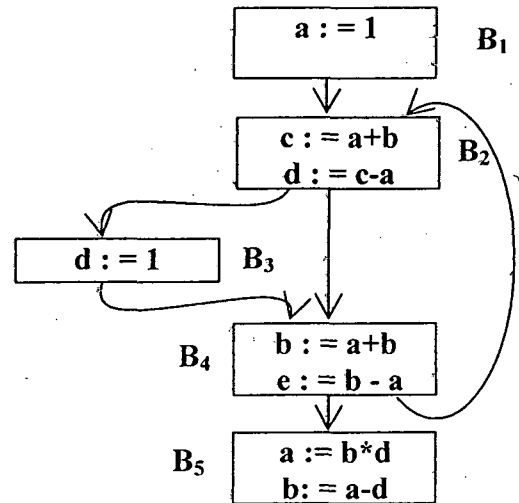 a : = 1
B1
c : = a+b
d : = c-a
B2
d : = 1
B3
B4
b : = a+b
e : = b - a
B5
a := b*d
b: = a-d